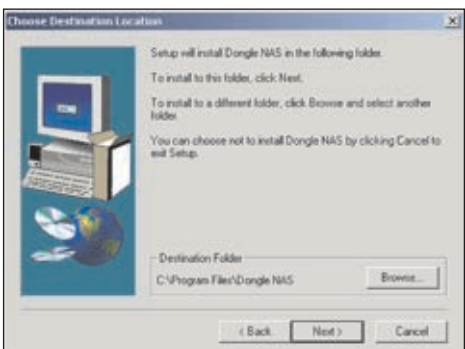 Choose Destination Location
Setup will install Dongle NAS in the following folder.
To install to this folder, click Next.
To install to a different folder, click Browse and select another
folder.
You can choose not to install Dongle NAS by clicking Cancel to
exit Setup.
Destination Folder
C:\Program Files\Dongle NAS
Browse...
< Back
Next >
Cancel